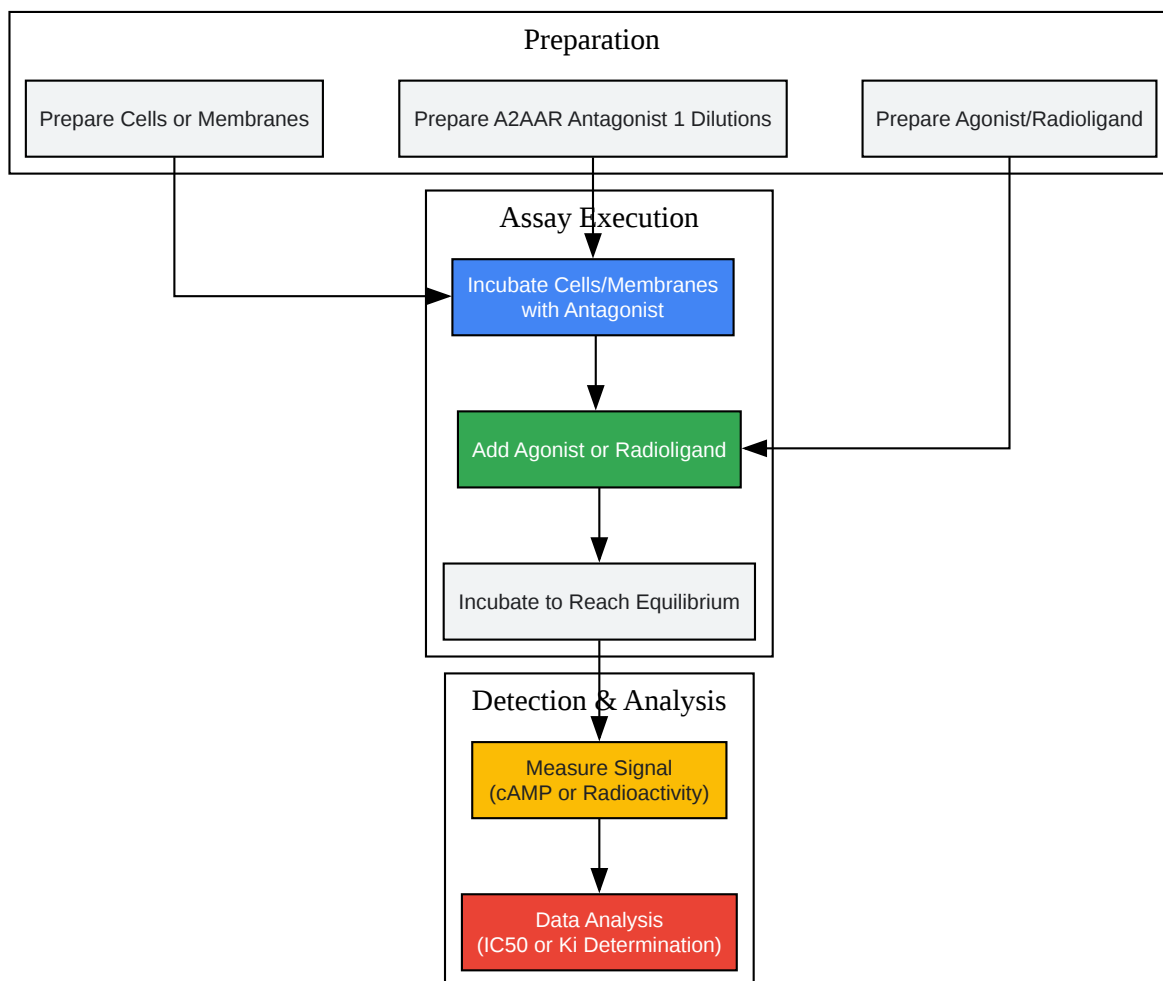 Preparation
Prepare Cells or Membranes
Prepare A2AAR Antagonist 1 Dilutions
Prepare Agonist/Radioligand
Assay Execution
Incubate Cells/Membranes
with Antagonist
Add Agonist or Radioligand
Incubate to Reach Equilibrium
Detection & Analysis
Measure Signal
(cAMP or Radioactivity)
Data Analysis
(IC50 or Ki Determination)